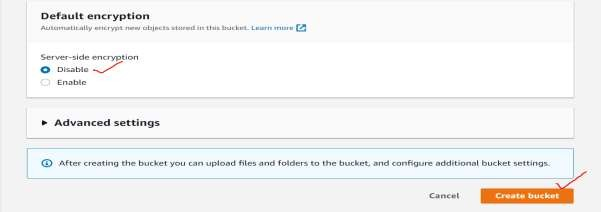 Default encryption
Automatically encrypt new objects stored in this bucket. Learn more
Server-side encryption
Disable
Enable
Advanced settings
After creating the bucket you can upload files and folders to the bucket, and configure additional bucket settings.
Cancel Create bucket